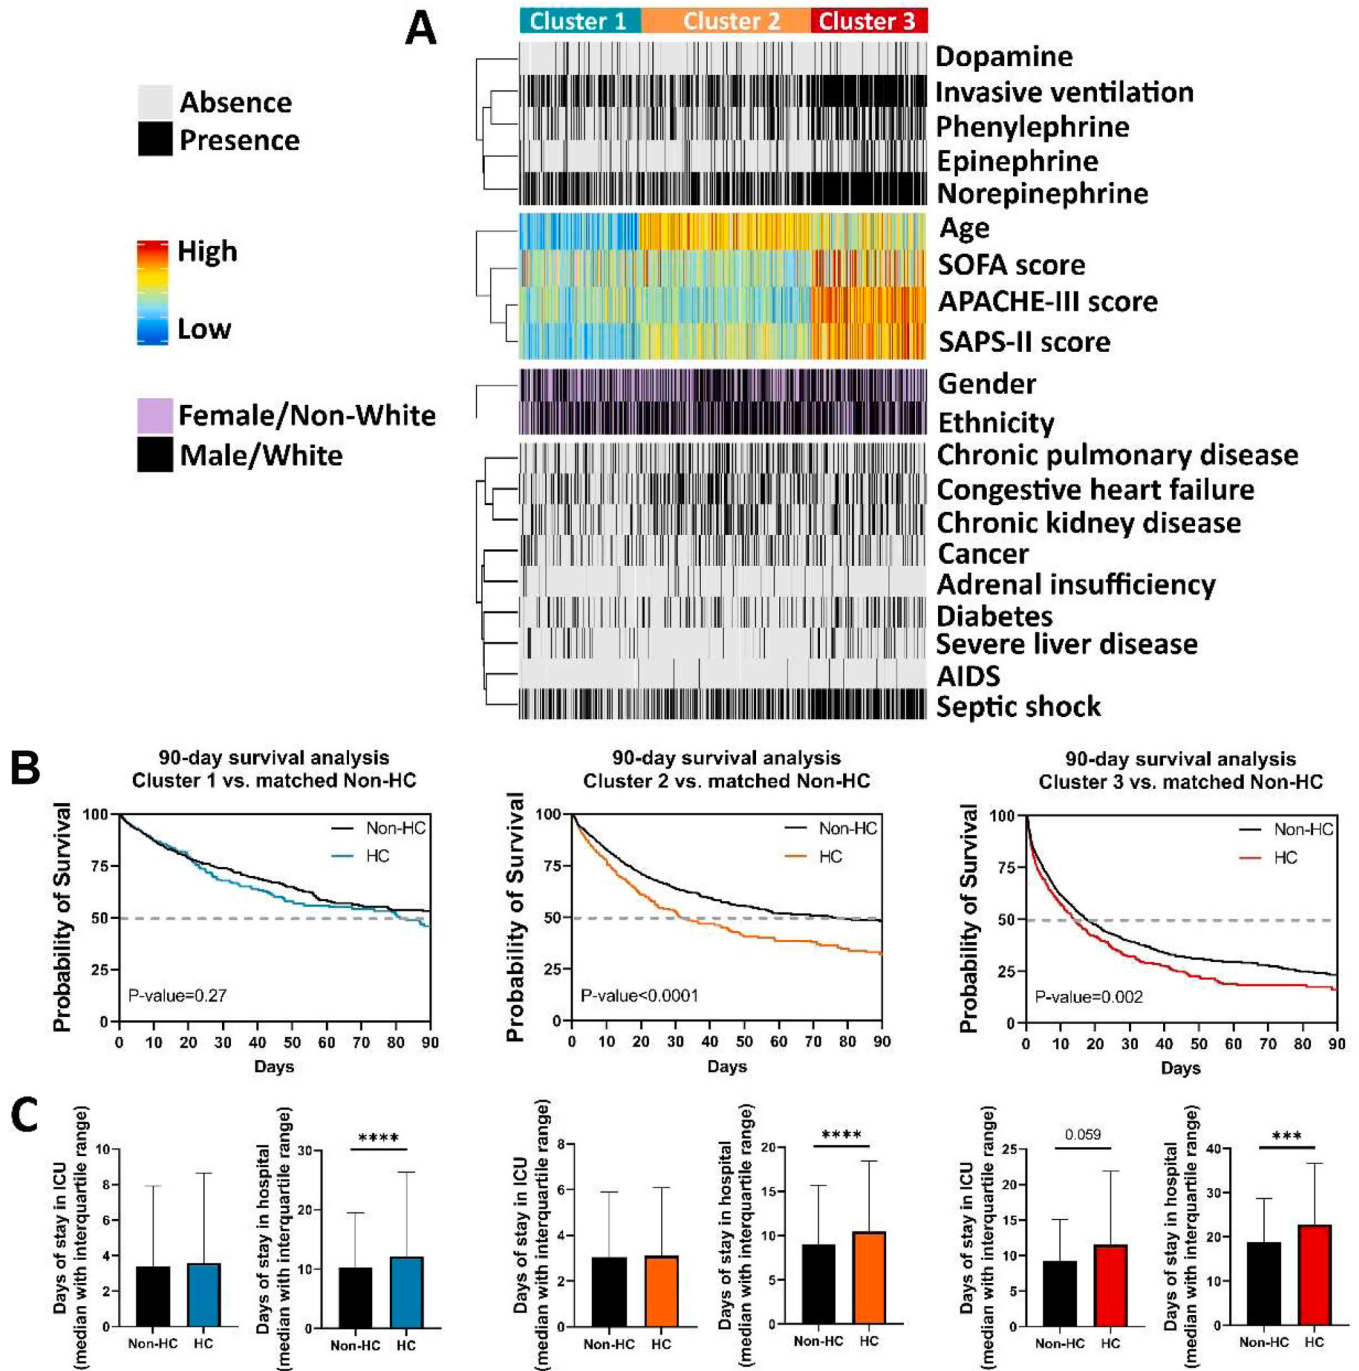 A
Cluster 1 Cluster 2 Cluster 3
Absence
Presence
High
Low
Female/Non-White
Male/White
Dopamine
Invasive ventilation
Phenylephrine
Epinephrine
Norepinephrine
Age
SOFA score
APACHE-III score
SAPS-II score
Gender
Ethnicity
Chronic pulmonary disease
Congestive heart failure
Chronic kidney disease
Cancer
Adrenal insufficiency
Diabetes
Severe liver disease
AIDS
Septic shock
B
90-day survival analysis
Cluster 1 vs. matched Non-HC
Probability of Survival
100
75
50
25
0
Non-HC
HC
P-value=0.27
0 10 20 30 40 50 60 70 80 90
Days
90-day survival analysis
Cluster 2 vs. matched Non-HC
Probability of Survival
100
75
50
25
0
Non-HC
HC
P-value<0.0001
0 10 20 30 40 50 60 70 80 90
Days
90-day survival analysis
Cluster 3 vs. matched Non-HC
Probability of Survival
100
75
50
25
0
Non-HC
HC
P-value=0.002
0 10 20 30 40 50 60 70 80 90
Days
C
Days of stay in ICU
(median with interquartile range)
10
8
6
4
2
0
Non-HC HC
Days of stay in hospital
(median with interquartile range)
30
20
10
0
****
Non-HC HC
Days of stay in ICU
(median with interquartile range)
8
6
4
2
0
Non-HC HC
Days of stay in hospital
(median with interquartile range)
20
15
10
5
0
****
Non-HC HC
Days of stay in ICU
(median with interquartile range)
25
20
15
10
5
0
0.059
Non-HC HC
Days of stay in hospital
(median with interquartile range)
40
30
20
10
0
***
Non-HC HC